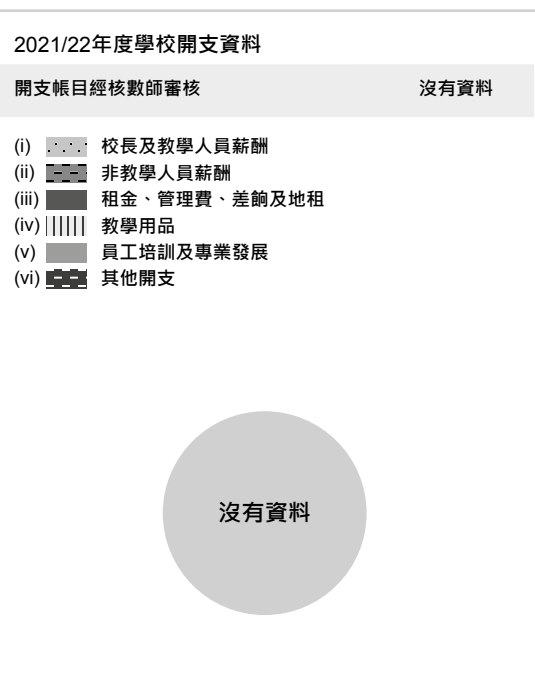 2021/22年度學校開支資料
開支帳目經核數師審核 沒有資料
(i) 校長及教學人員薪酬
(ii) 非教學人員薪酬
(iii) 租金、管理費、差餉及地租
(iv) 教學用品
(v) 員工培訓及專業發展
(vi) 其他開支
沒有資料